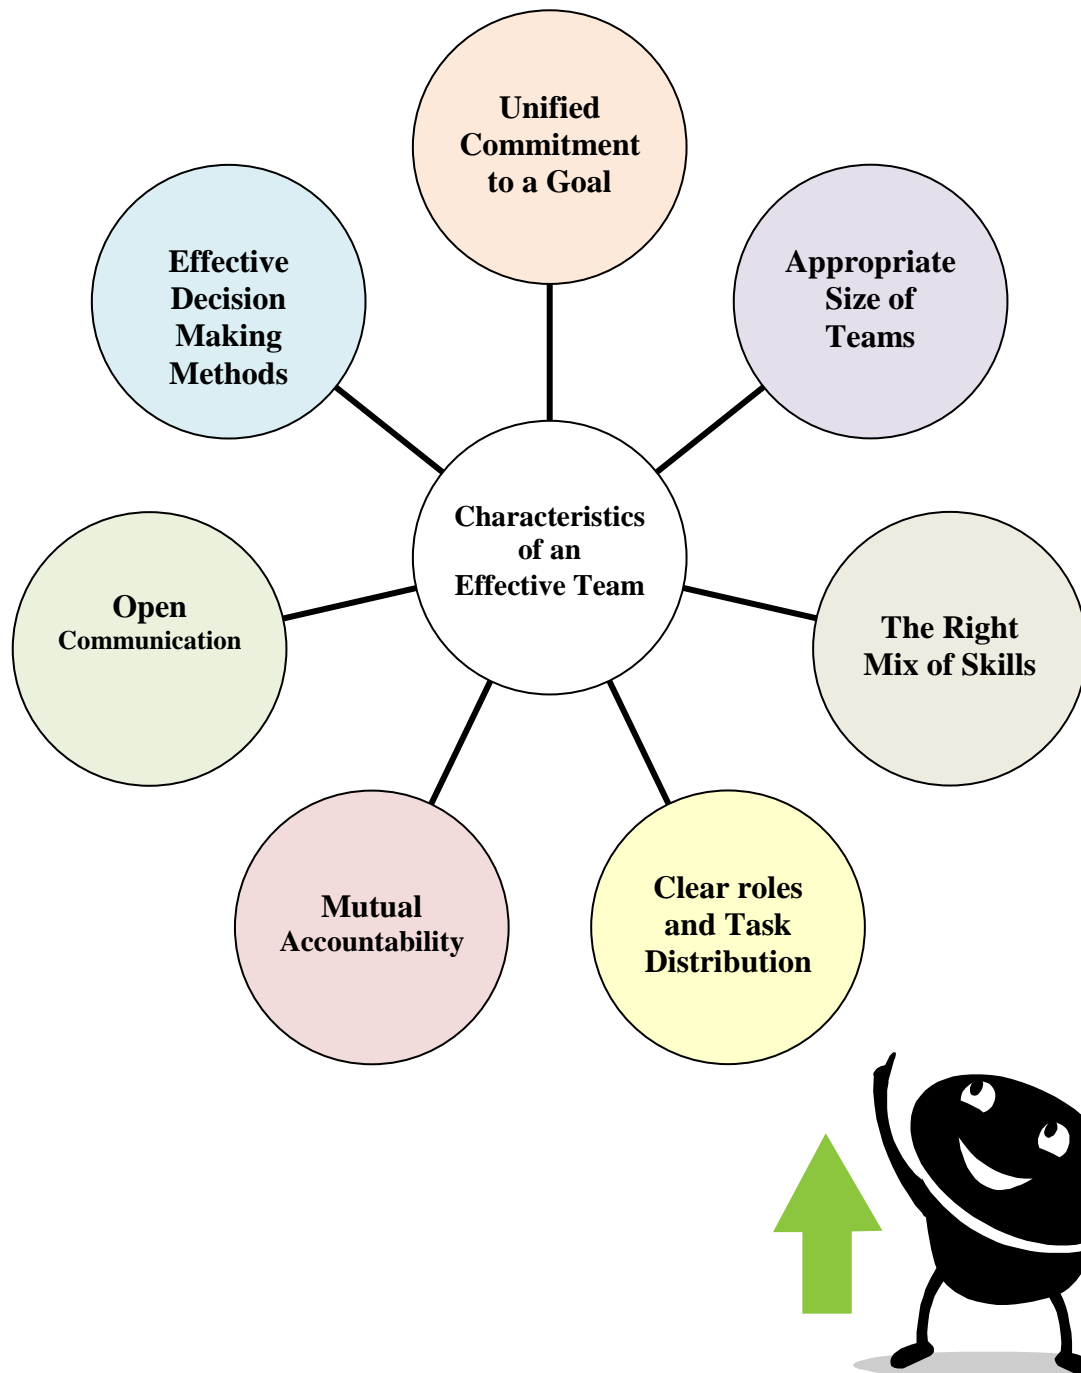 Unified
Commitment
to a Goal
Appropriate
Size of
Teams
The Right
Mix of Skills
Clear roles
and Task
Distribution
Mutual
Accountability
Open
Communication
Effective
Decision
Making
Methods
Characteristics
of an
Effective Team